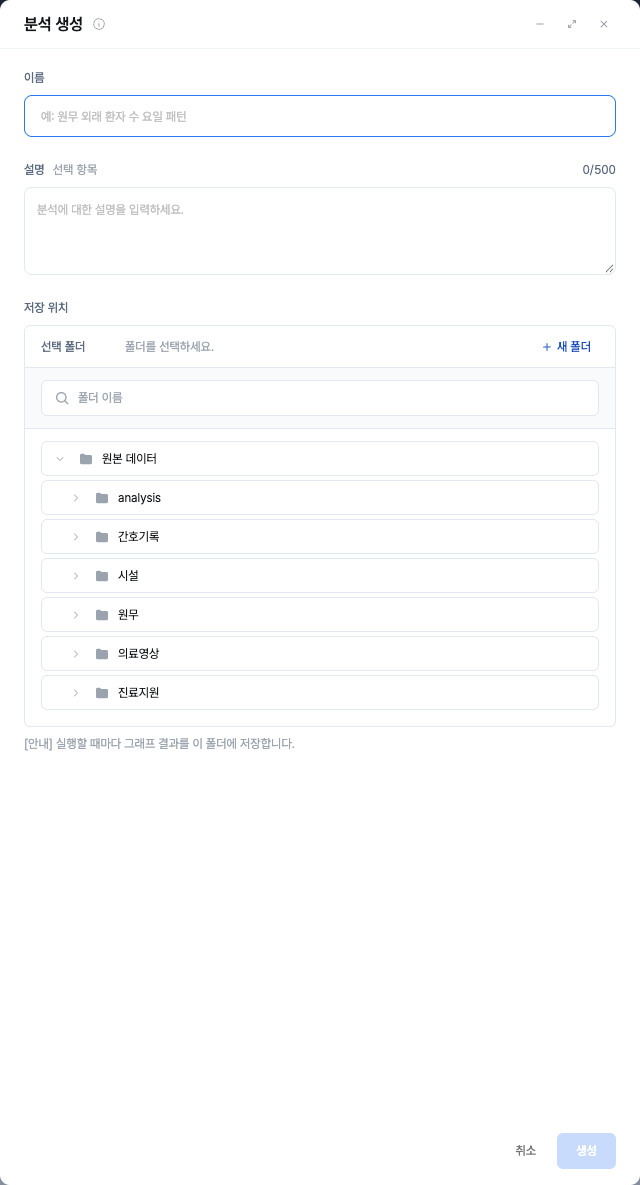 분석 생성
이름
예: 원무 외래 환자 수 요일 패턴
설명 선택 항목 0/500
분석에 대한 설명을 입력하세요.
저장 위치
선택 폴더 폴더를 선택하세요. + 새 폴더
폴더 이름
원본 데이터
analysis
간호기록
시설
원무
의료영상
진료지원
[안내] 실행할 때마다 그래프 결과를 이 폴더에 저장합니다.
취소 생성